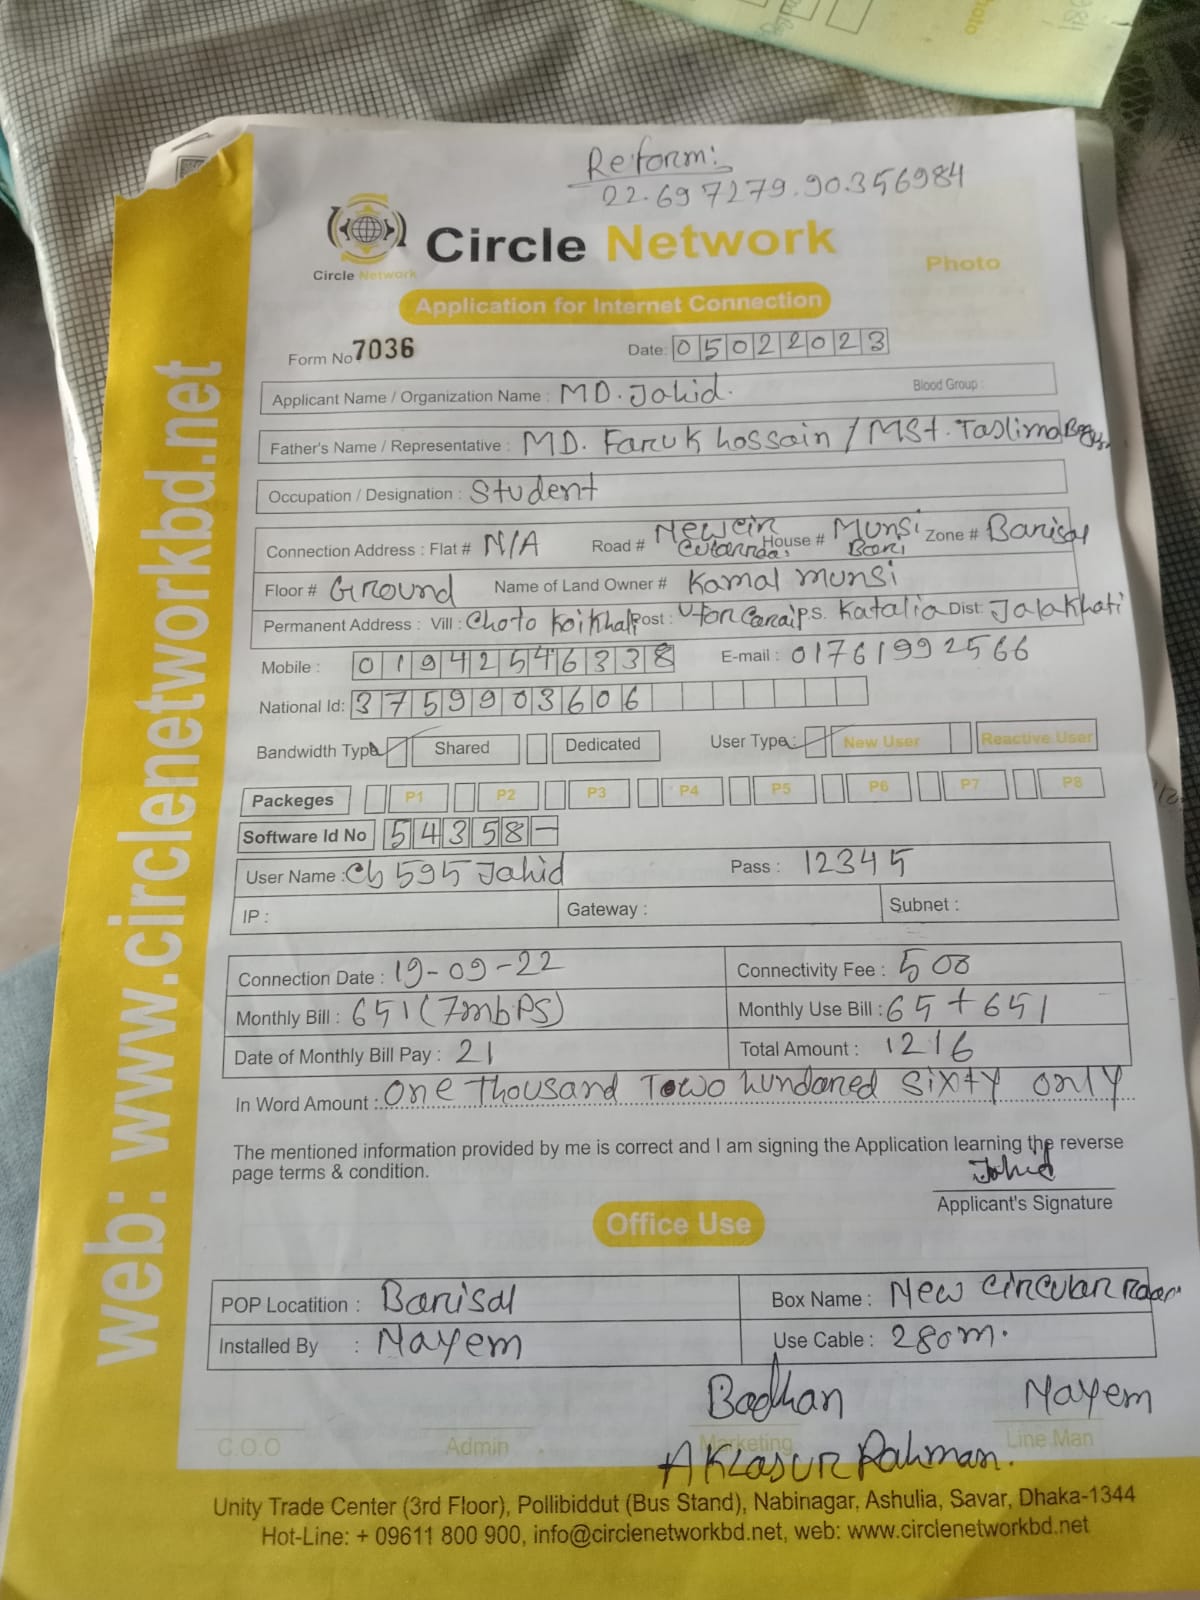 Re:form:
22.697279.90.356984
Circle Network
Circle Network
Photo
Application for Internet Connection
Form No 7036 Date: 05022023
Applicant Name / Organization Name : MD. Jahid. Blood Group :
Father's Name / Representative : MD. Faruk hossain / MSt. Taslima Begum
Occupation / Designation : Student
Connection Address : Flat # N/A Road # New House # Munsi Bari Zone # Barisal
Floor # Ground Name of Land Owner # Kamal munsi
Permanent Address : Vill : Choto Koikhali Post : P.S. Katalia Dist: Jalakhati
Mobile : 01942546338 E-mail : 01761992566
National Id: 3759903606
Bandwidth Type Shared Dedicated User Type: New User Reactive User
Packeges P1 P2 P3 P4 P5 P6 P7 P8
Software Id No 54358-
User Name : Cb595Jahid Pass : 12345
IP : Gateway : Subnet :
Connection Date : 19-09-22 Connectivity Fee : 500
Monthly Bill : 651 (7mbPS) Monthly Use Bill : 65 + 651
Date of Monthly Bill Pay : 21 Total Amount : 1216
In Word Amount : One thousand Towo hundared Sixty only
The mentioned information provided by me is correct and I am signing the Application learning the reverse
page terms & condition.
Jahid
Applicant's Signature
Office Use
POP Locatition : Barisal Box Name : New Circular
Installed By : Nayem Use Cable : 280m.
Badhan Nayem
C.O.O Admin Marketing Line Man
Rahman.
Unity Trade Center (3rd Floor), Pollibiddut (Bus Stand), Nabinagar, Ashulia, Savar, Dhaka-1344
Hot-Line: + 09611 800 900, info@circlenetworkbd.net, web: www.circlenetworkbd.net
web: www.circlenetworkbd.net